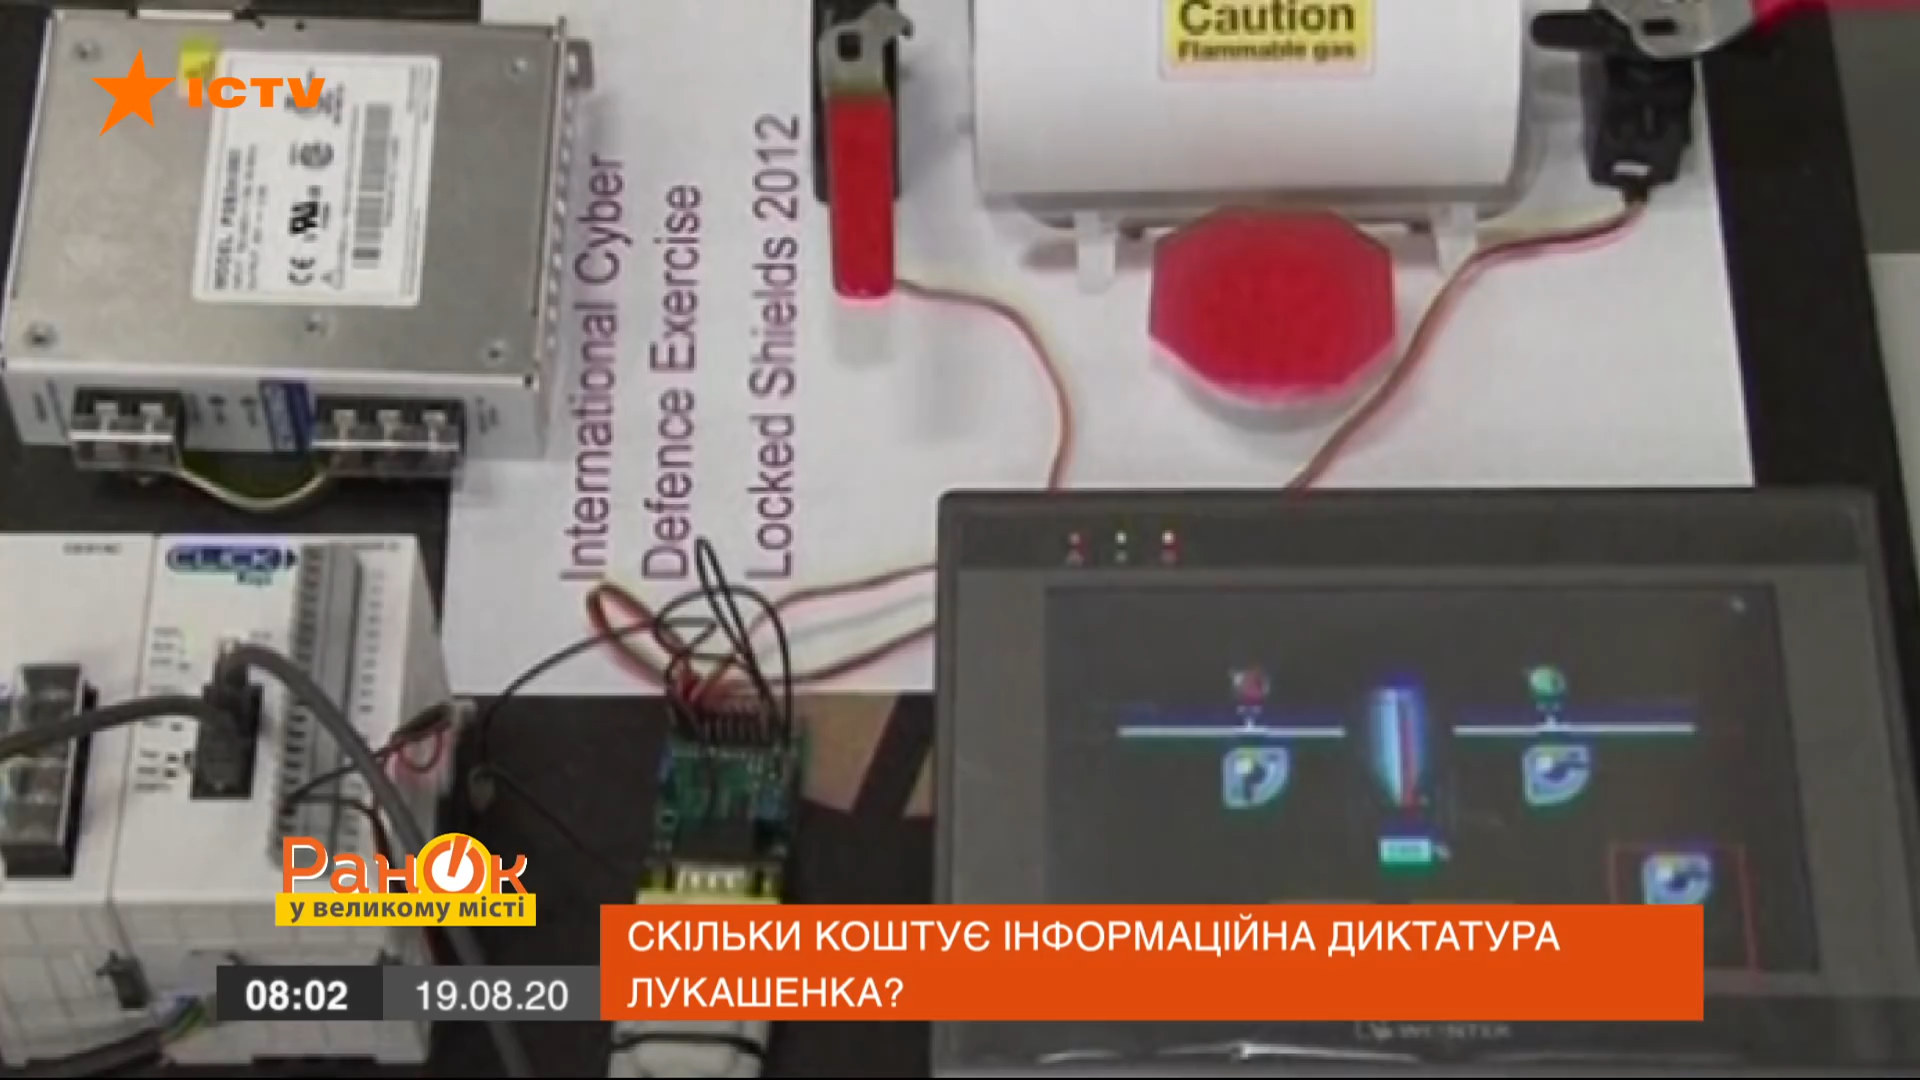 Caution
Flammable gas
ICTV
MODEL
International Cyber
Defence Exercise
Locked Shields 2012
CLICK
Ранок
у великому місті
СКІЛЬКИ КОШТУЄ ІНФОРМАЦІЙНА ДИКТАТУРА
ЛУКАШЕНКА?
08:02
19.08.20